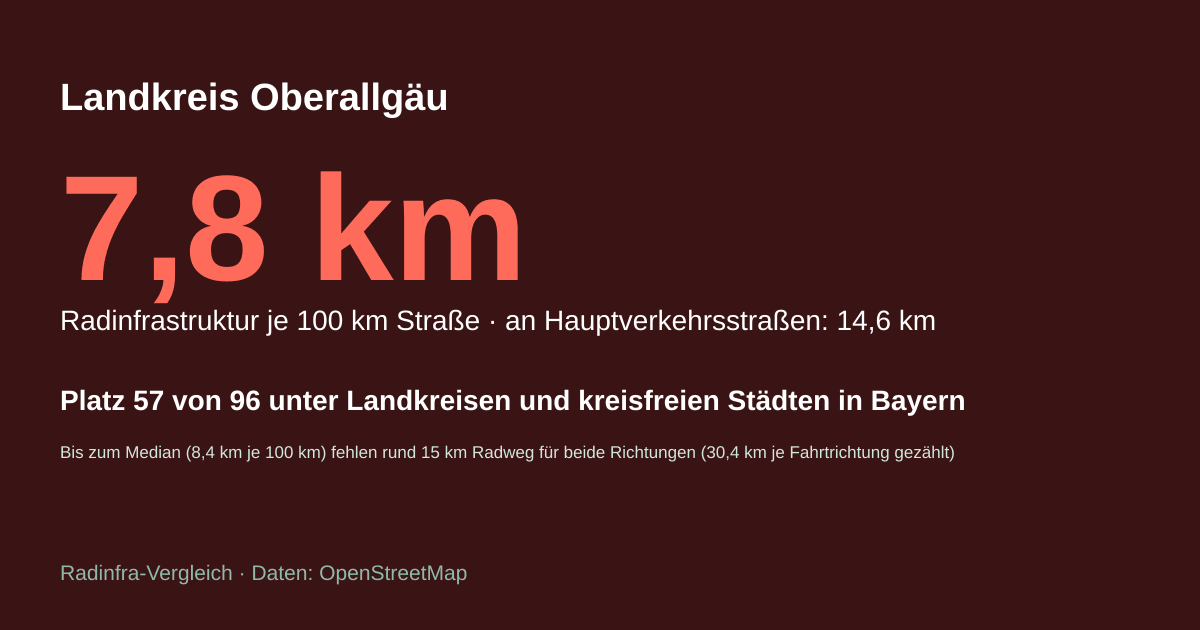 Landkreis Oberallgäu
7,8 km
Radinfrastruktur je 100 km Straße · an Hauptverkehrsstraßen: 14,6 km
Platz 57 von 96 unter Landkreisen und kreisfreien Städten in Bayern
Bis zum Median (8,4 km je 100 km) fehlen rund 15 km Radweg für beide Richtungen (30,4 km je Fahrtrichtung gezählt)
Radinfra-Vergleich · Daten: OpenStreetMap